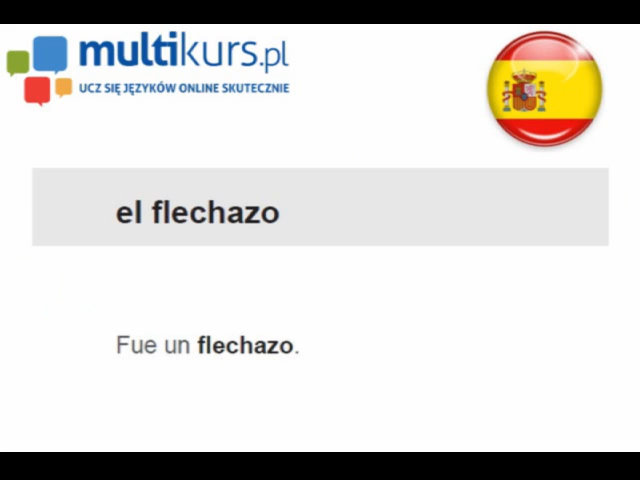 multikurs.pl
UCZ SIĘ JĘZYKÓW ONLINE SKUTECZNIE
el flechazo
Fue un flechazo.